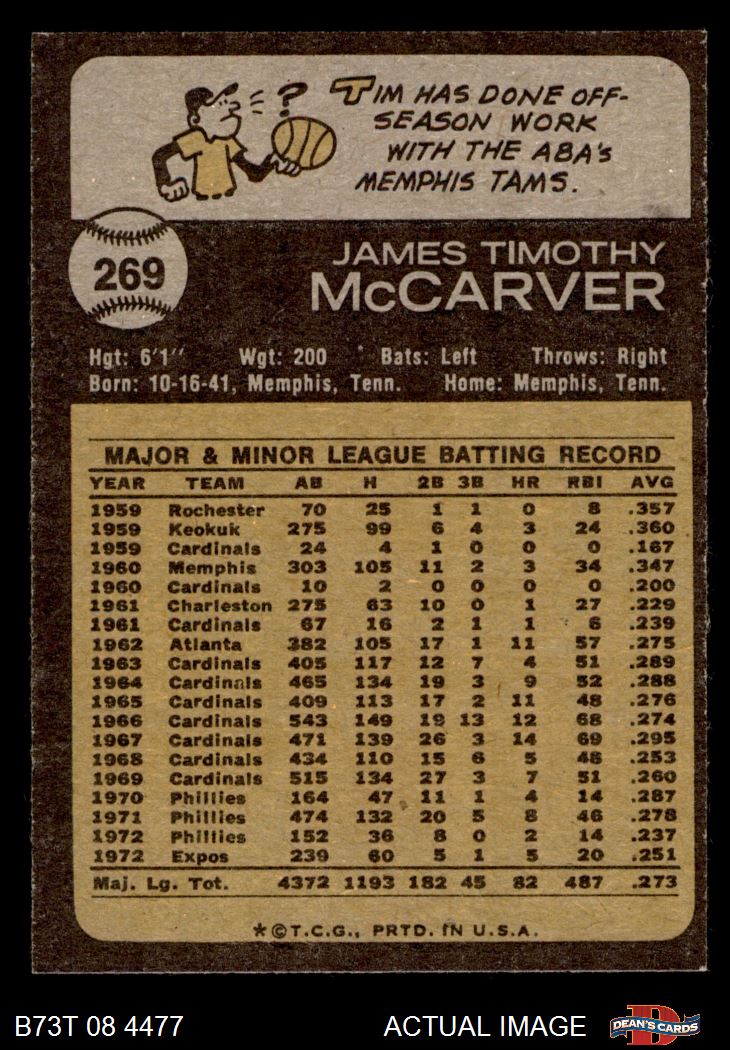 ?
TIM HAS DONE OFF-
SEASON WORK
WITH THE ABA'S
MEMPHIS TAMS.
269
JAMES TIMOTHY
McCARVER
Hgt: 6'1" Wgt: 200 Bats: Left Throws: Right
Born: 10-16-41, Memphis, Tenn. Home: Memphis, Tenn.
MAJOR & MINOR LEAGUE BATTING RECORD
YEAR TEAM AB H 2B 3B HR RBI AVG
1959 Rochester 70 25 1 1 0 8 .357
1959 Keokuk 275 99 6 4 3 24 .360
1959 Cardinals 24 4 1 0 0 0 .167
1960 Memphis 303 105 11 2 3 34 .347
1960 Cardinals 10 2 0 0 0 0 .200
1961 Charleston 275 63 10 0 1 27 .229
1961 Cardinals 67 16 2 1 1 6 .239
1962 Atlanta 382 105 17 1 11 57 .275
1963 Cardinals 405 117 12 7 4 51 .289
1964 Cardinals 465 134 19 3 9 52 .288
1965 Cardinals 409 113 17 2 11 48 .276
1966 Cardinals 543 149 19 13 12 68 .274
1967 Cardinals 471 139 26 3 14 69 .295
1968 Cardinals 434 110 15 6 5 48 .253
1969 Cardinals 515 134 27 3 7 51 .260
1970 Phillies 164 47 11 1 4 14 .287
1971 Phillies 474 132 20 5 8 46 .278
1972 Phillies 152 36 8 0 2 14 .237
1972 Expos 239 60 5 1 5 20 .251
Maj. Lg. Tot. 4372 1193 182 45 82 487 .273
*©T.C.G., PRTD. IN U.S.A.
B73T 08 4477 ACTUAL IMAGE DEAN'S CARDS